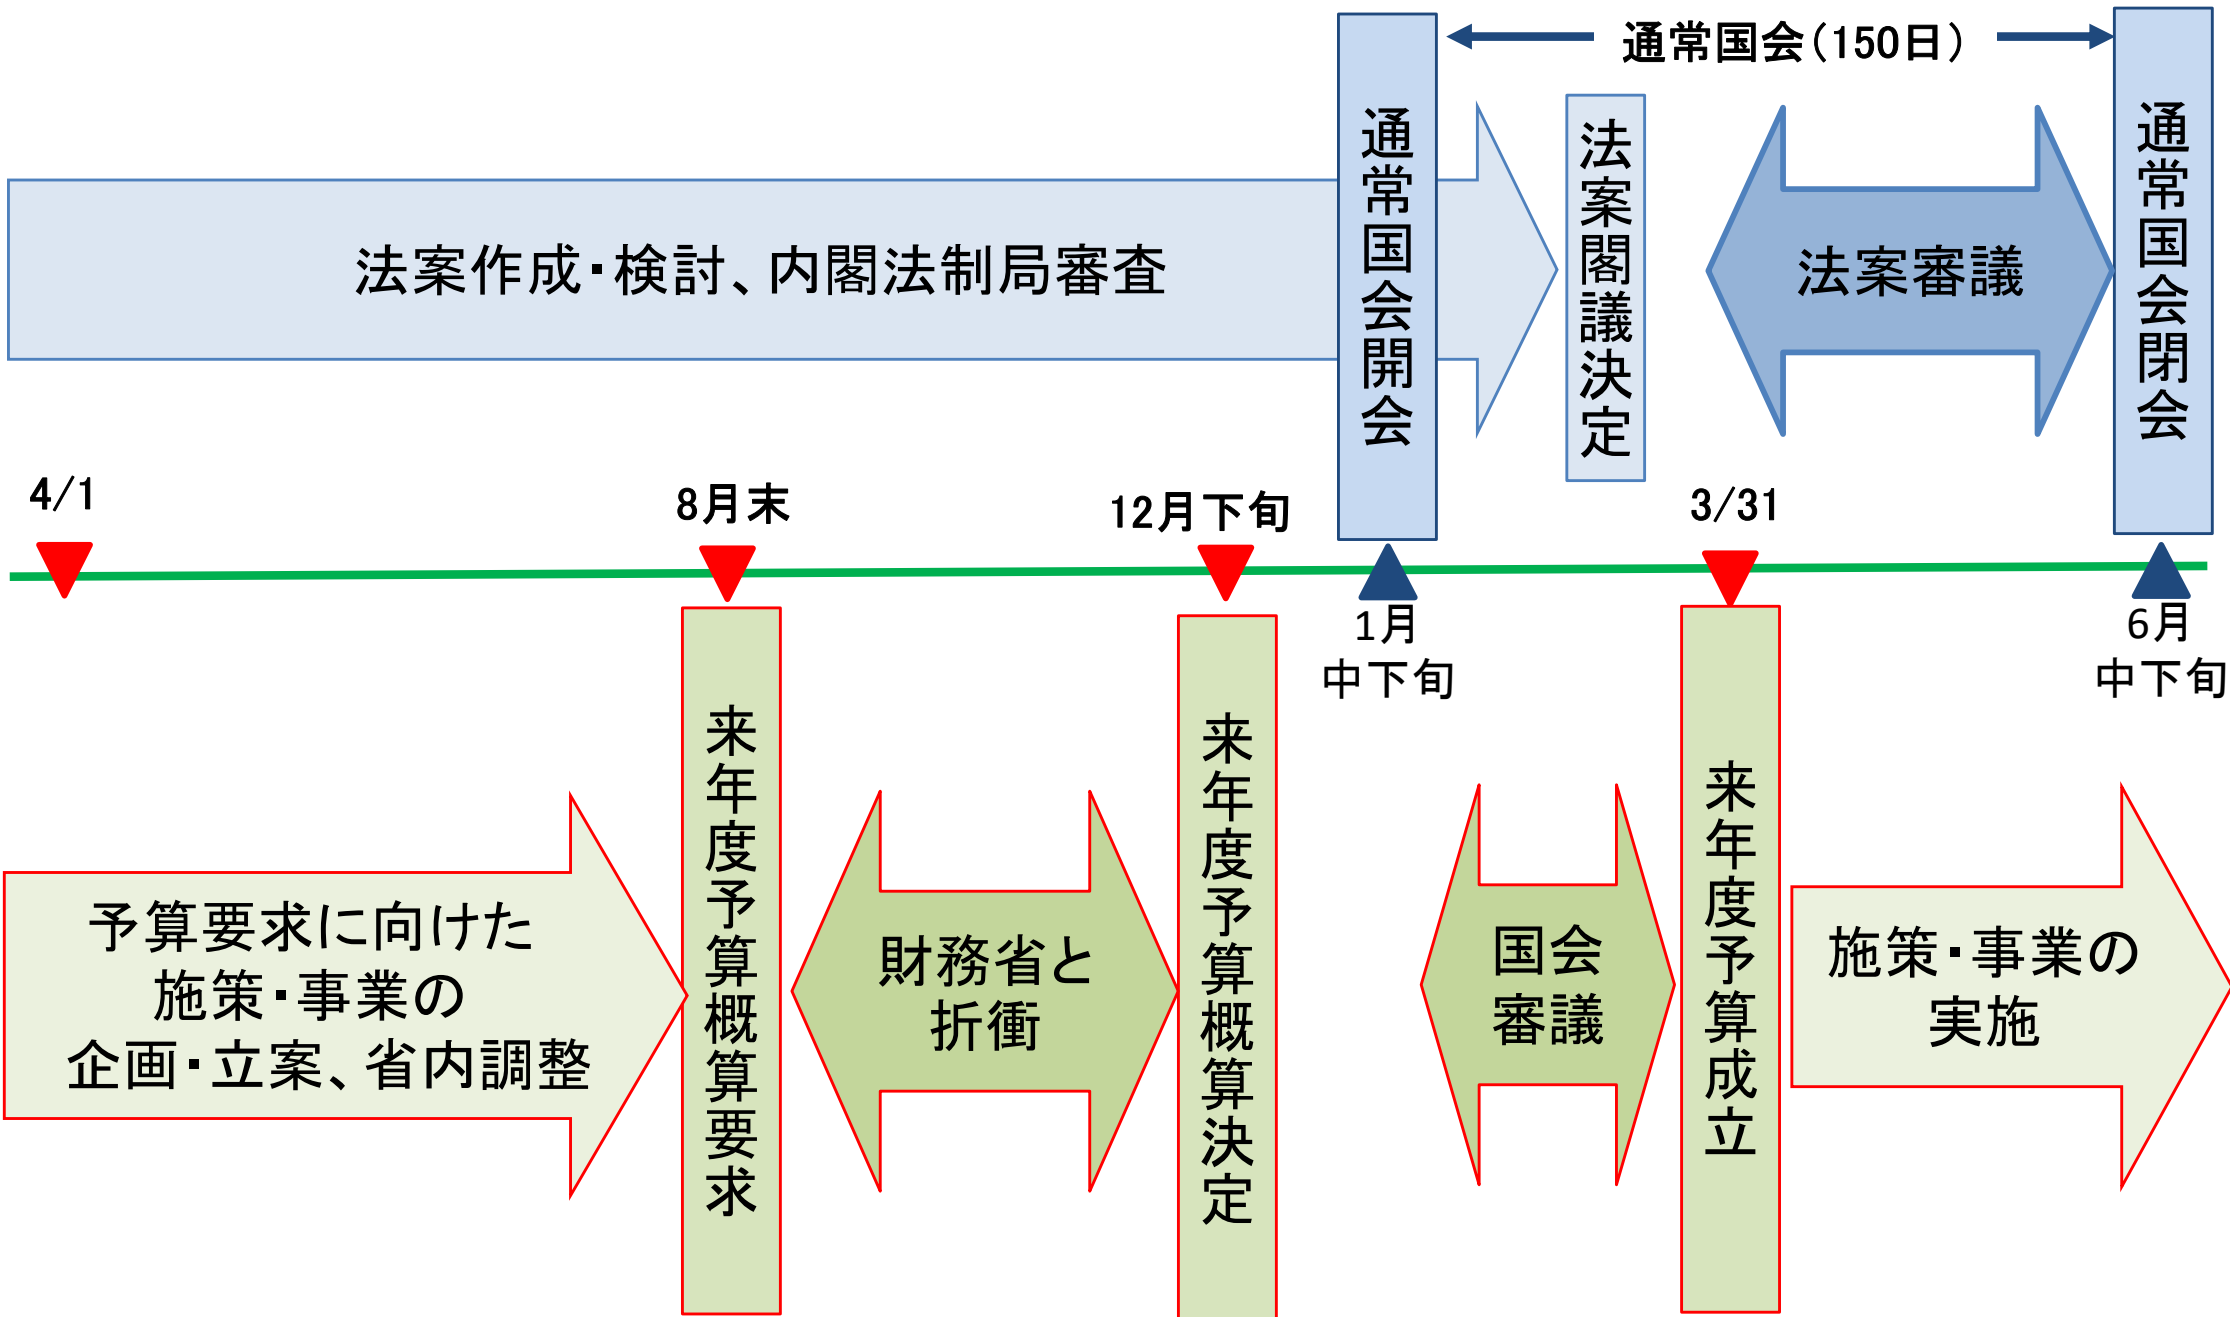 通常国会(150日)
通常国会開会
法案閣議決定
通常国会閉会
法案作成・検討、内閣法制局審査
法案審議
4/1
8月末
12月下旬
3/31
1月
中下旬
6月
中下旬
来年度予算概算要求
来年度予算概算決定
来年度予算成立
予算要求に向けた
施策・事業の
企画・立案、省内調整
財務省と
折衝
国会
審議
施策・事業の
実施